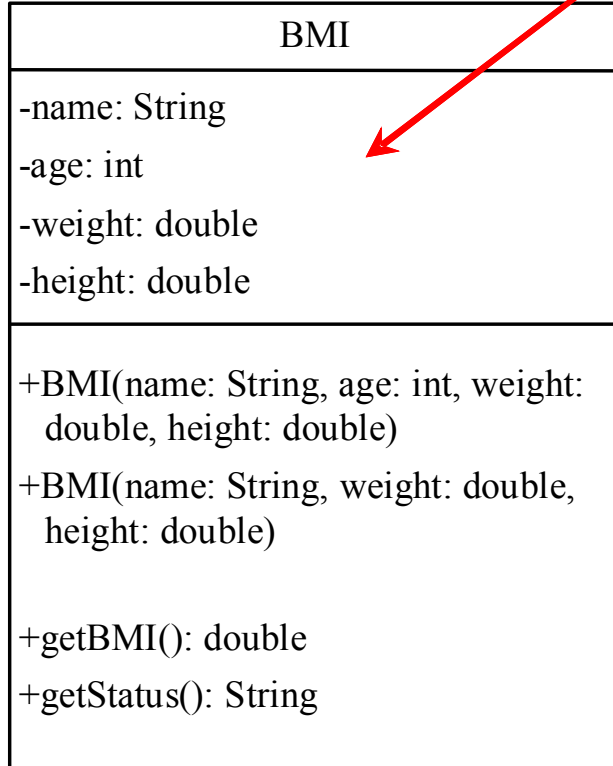 BMI
-name: String
-age: int
-weight: double
-height: double
+BMI(name: String, age: int, weight:
double, height: double)
+BMI(name: String, weight: double,
height: double)
+getBMI(): double
+getStatus(): String